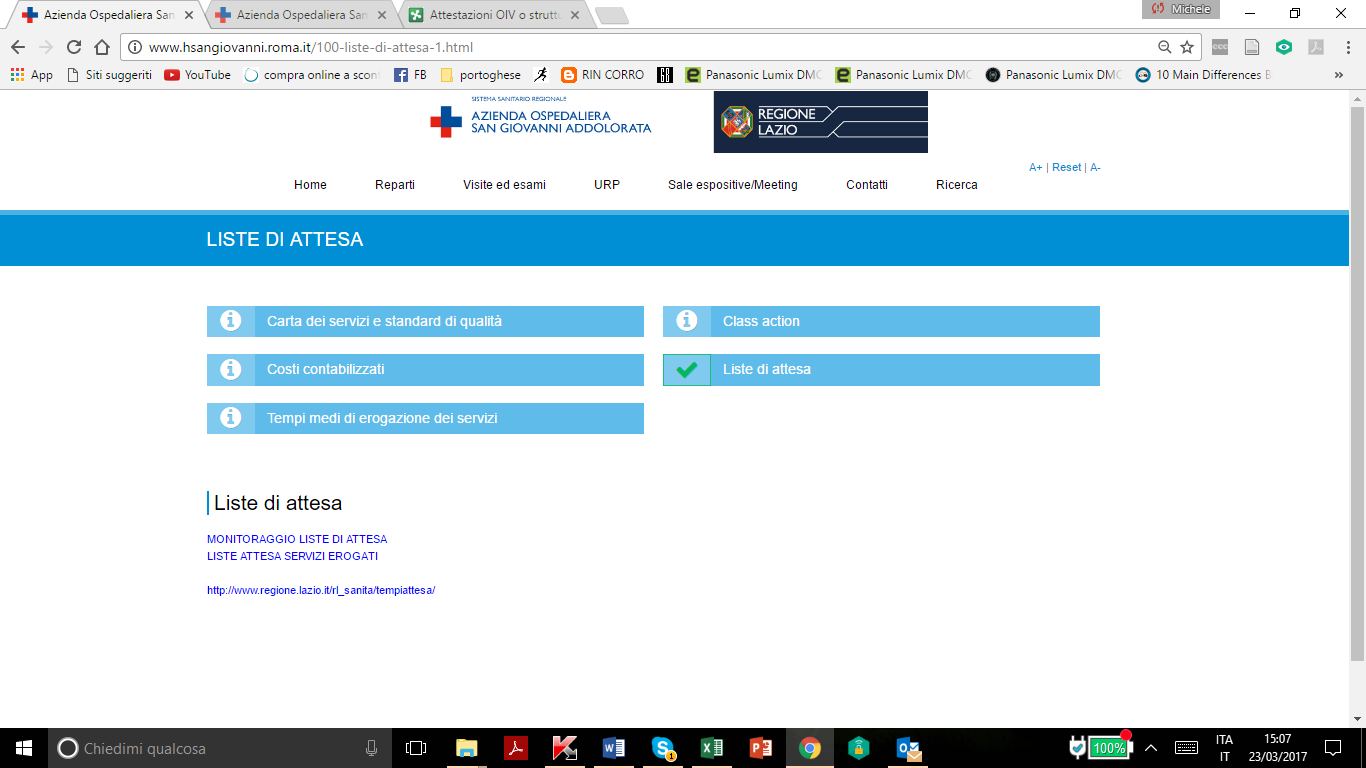 Azienda Ospedaliera San
Azienda Ospedaliera San
Attestazioni OIV o struttu
Michele
www.hsangiovanni.roma.it/100-liste-di-attesa-1.html
App
Siti suggeriti
YouTube
compra online a scont
FB
portoghese
RIN CORRO
Panasonic Lumix DMC
Panasonic Lumix DMC
Panasonic Lumix DMC
10 Main Differences B
SISTEMA SANITARIO REGIONALE
AZIENDA OSPEDALIERA
SAN GIOVANNI ADDOLORATA
REGIONE
LAZIO
A+ | Reset | A-
Home Reparti Visite ed esami URP Sale espositive/Meeting Contatti Ricerca
LISTE DI ATTESA
Carta dei servizi e standard di qualità
Class action
Costi contabilizzati
Liste di attesa
Tempi medi di erogazione dei servizi
Liste di attesa
MONITORAGGIO LISTE DI ATTESA
LISTE ATTESA SERVIZI EROGATI
http://www.regione.lazio.it/rl_sanita/tempiattesa/
Chiedimi qualcosa
1
100%
ITA
IT
15:07
23/03/2017